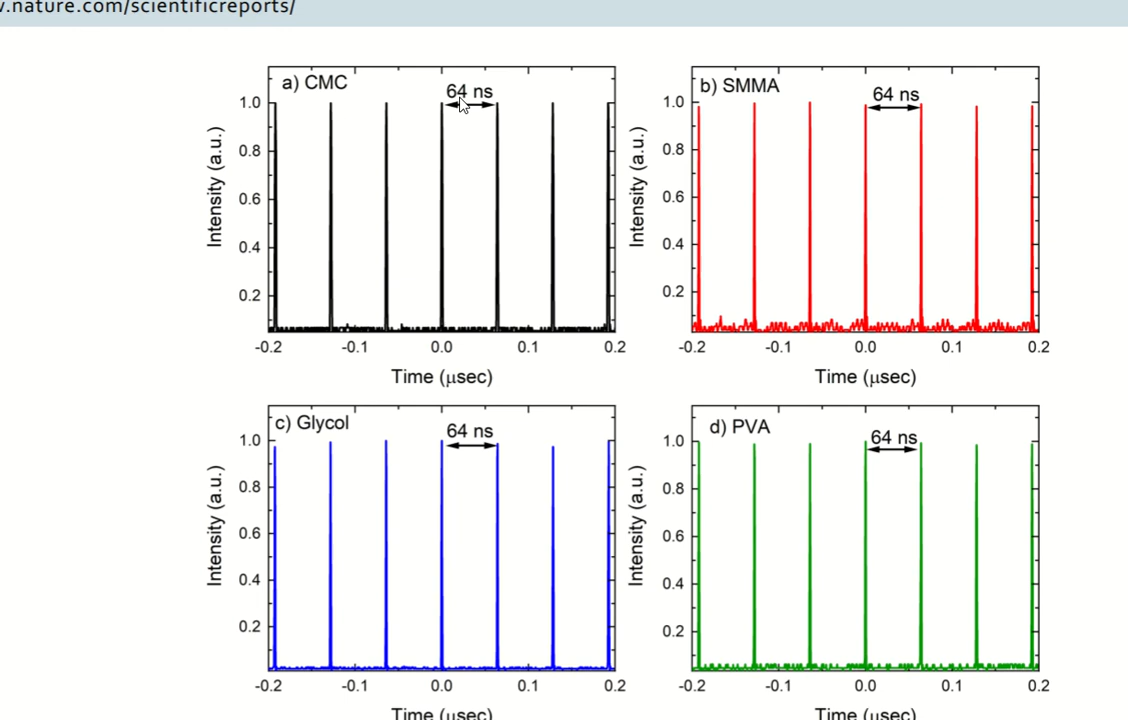 w.nature.com/scientificreports/
a) CMC
64 ns
Intensity (a.u.)
1.0
0.8
0.6
0.4
0.2
-0.2 -0.1 0.0 0.1 0.2
Time (μsec)
b) SMMA
64 ns
Intensity (a.u.)
1.0
0.8
0.6
0.4
0.2
-0.2 -0.1 0.0 0.1 0.2
Time (μsec)
c) Glycol
64 ns
Intensity (a.u.)
1.0
0.8
0.6
0.4
0.2
-0.2 -0.1 0.0 0.1 0.2
Time (μsec)
d) PVA
64 ns
Intensity (a.u.)
1.0
0.8
0.6
0.4
0.2
-0.2 -0.1 0.0 0.1 0.2
Time (μsec)